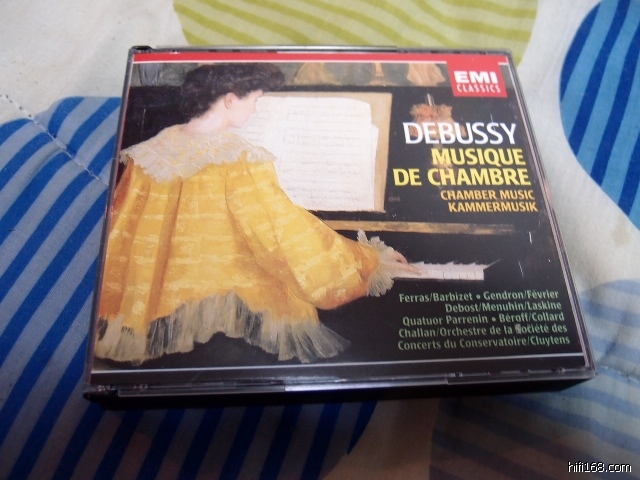 EMI
CLASSICS
DEBUSSY
MUSIQUE
DE CHAMBRE
CHAMBER MUSIC
KAMMERMUSIK
Ferras/Barbizet • Gendron/Février
Debost/Menuhin/Laskine
Quatuor Parrenin • Béroff/Collard
Challan/Orchestre de la Société des
Concerts du Conservatoire/Cluytens
hifi168.com